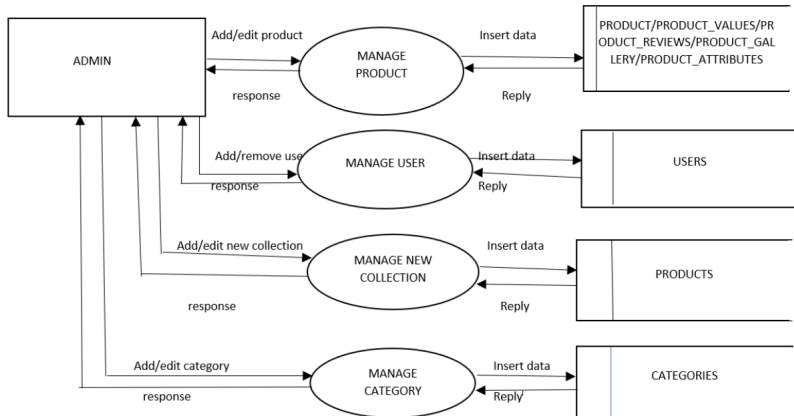 ADMIN
Add/edit product
response
MANAGE
PRODUCT
Insert data
Reply
PRODUCT/PRODUCT_VALUES/PR
ODUCT_REVIEWS/PRODUCT_GAL
LERY/PRODUCT_ATTRIBUTES
Add/remove use
response
MANAGE USER
Insert data
Reply
USERS
Add/edit new collection
response
MANAGE NEW
COLLECTION
Insert data
Reply
PRODUCTS
Add/edit category
response
MANAGE
CATEGORY
Insert data
Reply
CATEGORIES